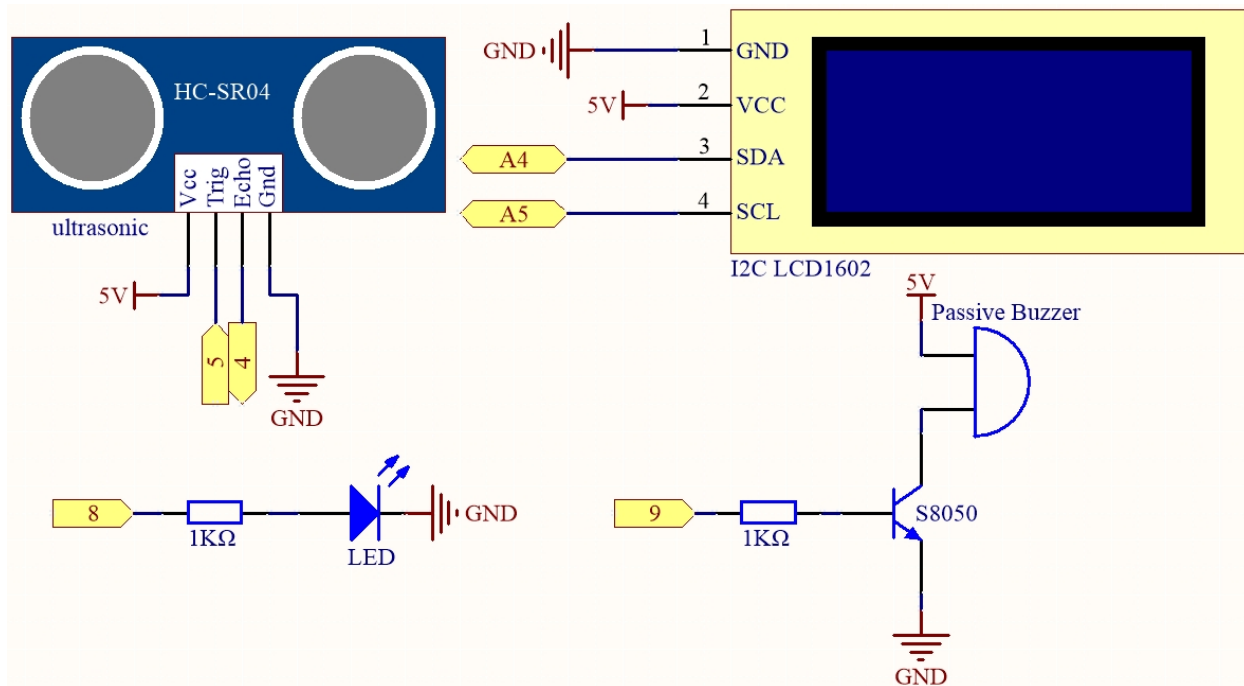 HC-SR04
Vcc
Trig
Echo
Gnd
ultrasonic
5V
5
4
GND
GND
1
GND
5V
2
VCC
A4
3
SDA
A5
4
SCL
I2C LCD1602
5V
Passive Buzzer
8
1KΩ
LED
GND
9
1KΩ
S8050
GND